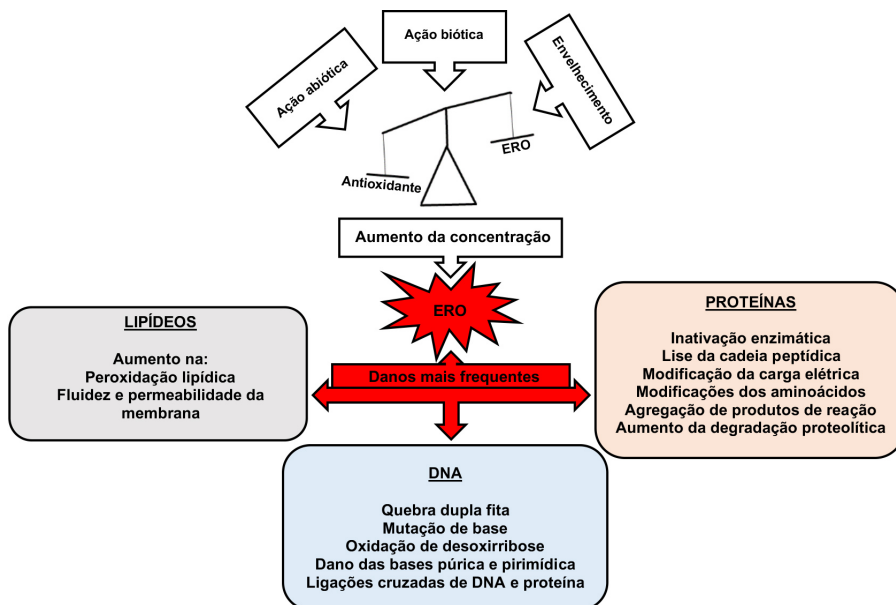 Ação biótica
Ação abiótica
Envelhecimento
ERO
Antioxidante
Aumento da concentração
ERO
Danos mais frequentes
LIPÍDEOS
Aumento na:
Peroxidação lipídica
Fluidez e permeabilidade da
membrana
PROTEÍNAS
Inativação enzimática
Lise da cadeia peptídica
Modificação da carga elétrica
Modificações dos aminoácidos
Agregação de produtos de reação
Aumento da degradação proteolítica
DNA
Quebra dupla fita
Mutação de base
Oxidação de desoxirribose
Dano das bases púrica e pirimídica
Ligações cruzadas de DNA e proteína